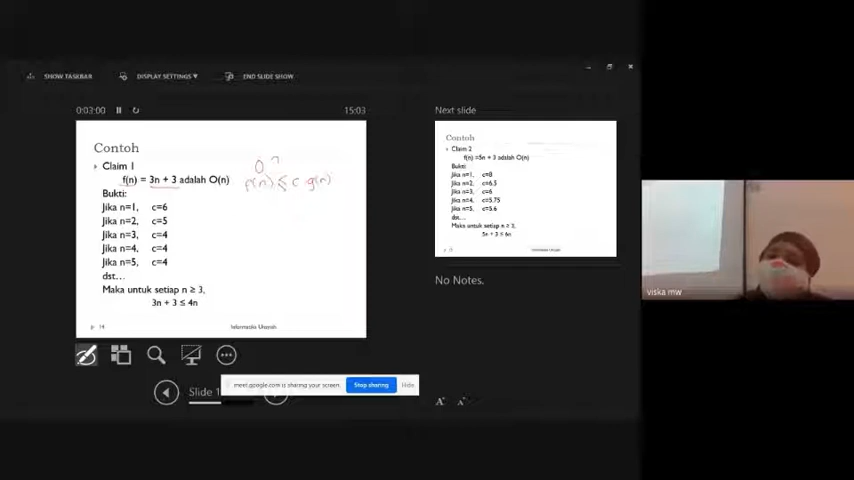 SHOW TASKBAR
DISPLAY SETTINGS ▼
END SLIDE SHOW
0:03:00
15:03
Next slide
Contoh
Claim 1
f(n) = 3n + 3 adalah O(n)
O ?
f(n) ≤ c g(n)
Bukti:
Jika n=1, c=6
Jika n=2, c=5
Jika n=3, c=4
Jika n=4, c=4
Jika n=5, c=4
dst…
Maka untuk setiap n ≥ 3,
3n + 3 ≤ 4n
14
Contoh
Claim 2
f(n) =5n + 3 adalah O(n)
Bukti:
Jika n=1, c=8
Jika n=2, c=6.5
Jika n=3, c=6
Jika n=4, c=5.75
Jika n=5, c=5.6
dst…
Maka untuk setiap n ≥ 3,
5n + 3 ≤ 6n
No Notes.
viska mw
Slide 1
meet.google.com is sharing your screen.
Stop sharing
Hide
A A